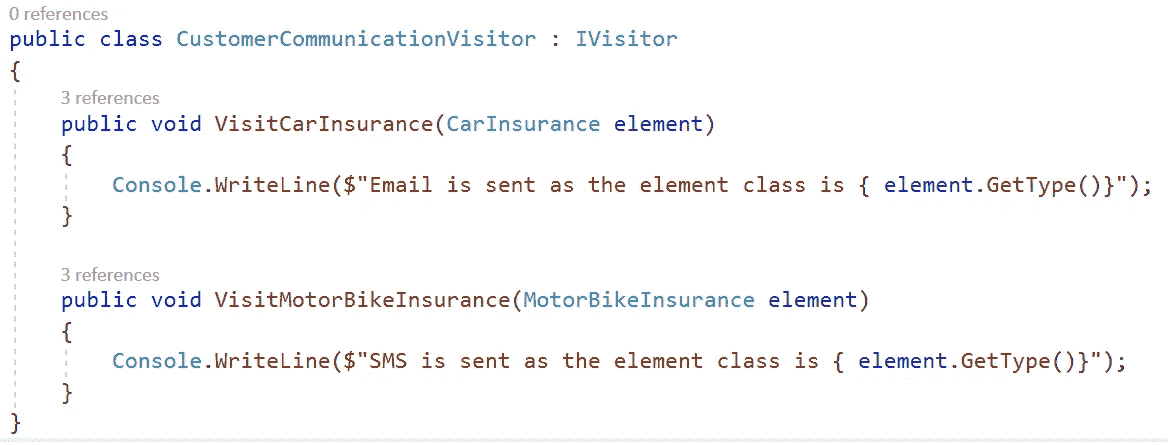 0 references
public class CustomerCommunicationVisitor : IVisitor
{
3 references
public void VisitCarInsurance(CarInsurance element)
{
Console.WriteLine($"Email is sent as the element class is { element.GetType()}");
}
3 references
public void VisitMotorBikeInsurance(MotorBikeInsurance element)
{
Console.WriteLine($"SMS is sent as the element class is { element.GetType()}");
}
}